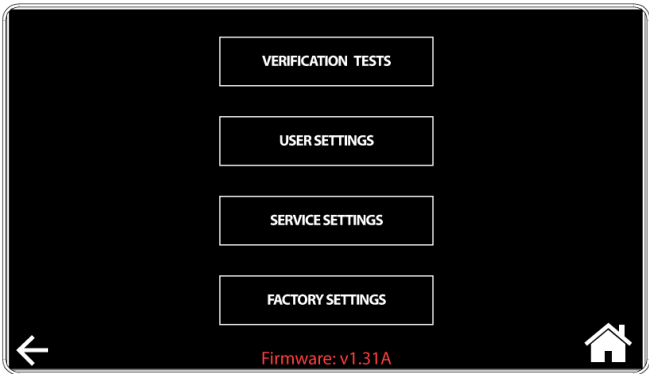 VERIFICATION TESTS
USER SETTINGS
SERVICE SETTINGS
FACTORY SETTINGS
Firmware: v1.31A